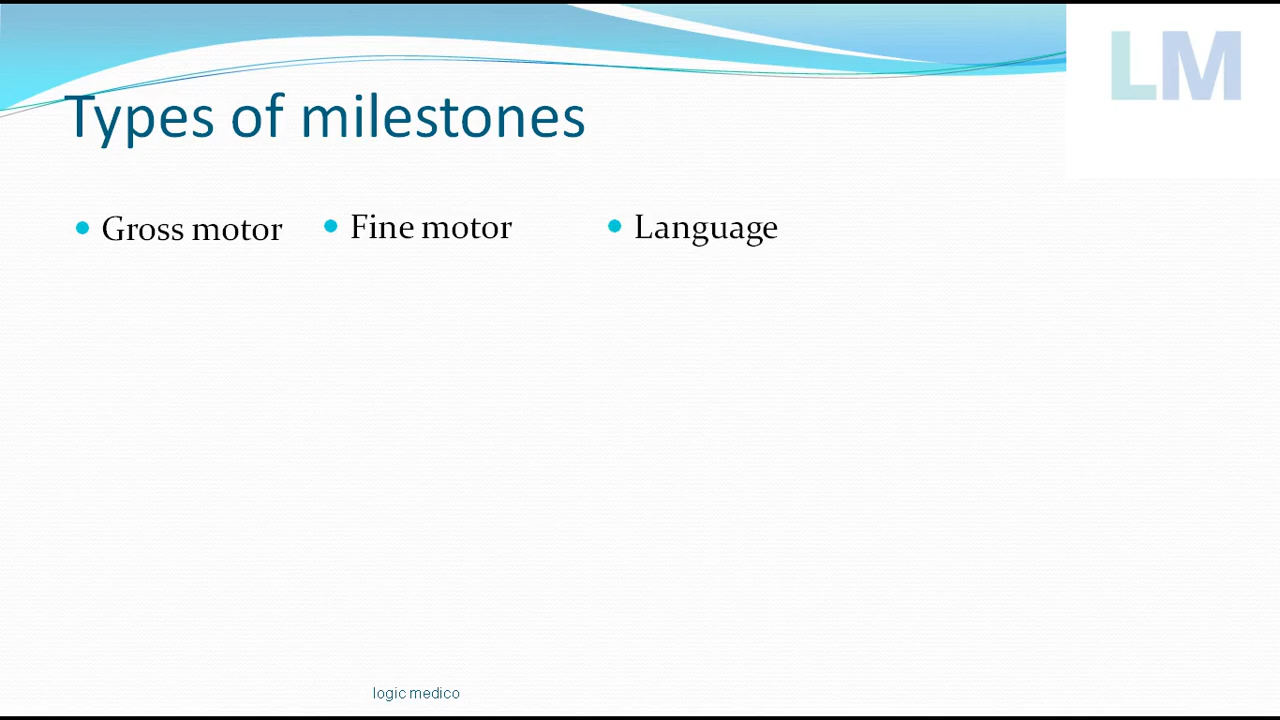 LM
Types of milestones
Gross motor
Fine motor
Language
logic medico